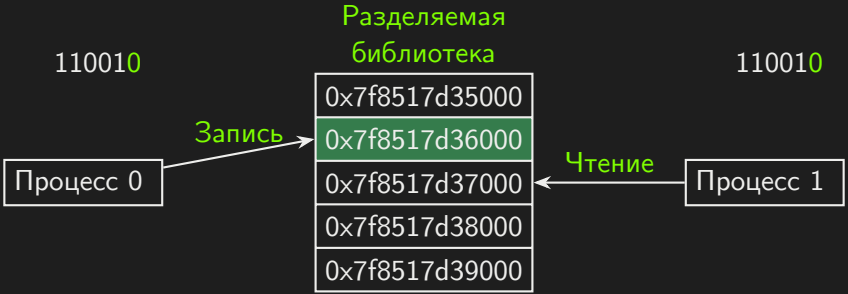 Разделяемая
библиотека
110010
110010
0x7f8517d35000
Запись
0x7f8517d36000
Чтение
Процесс 0
0x7f8517d37000
Процесс 1
0x7f8517d38000
0x7f8517d39000